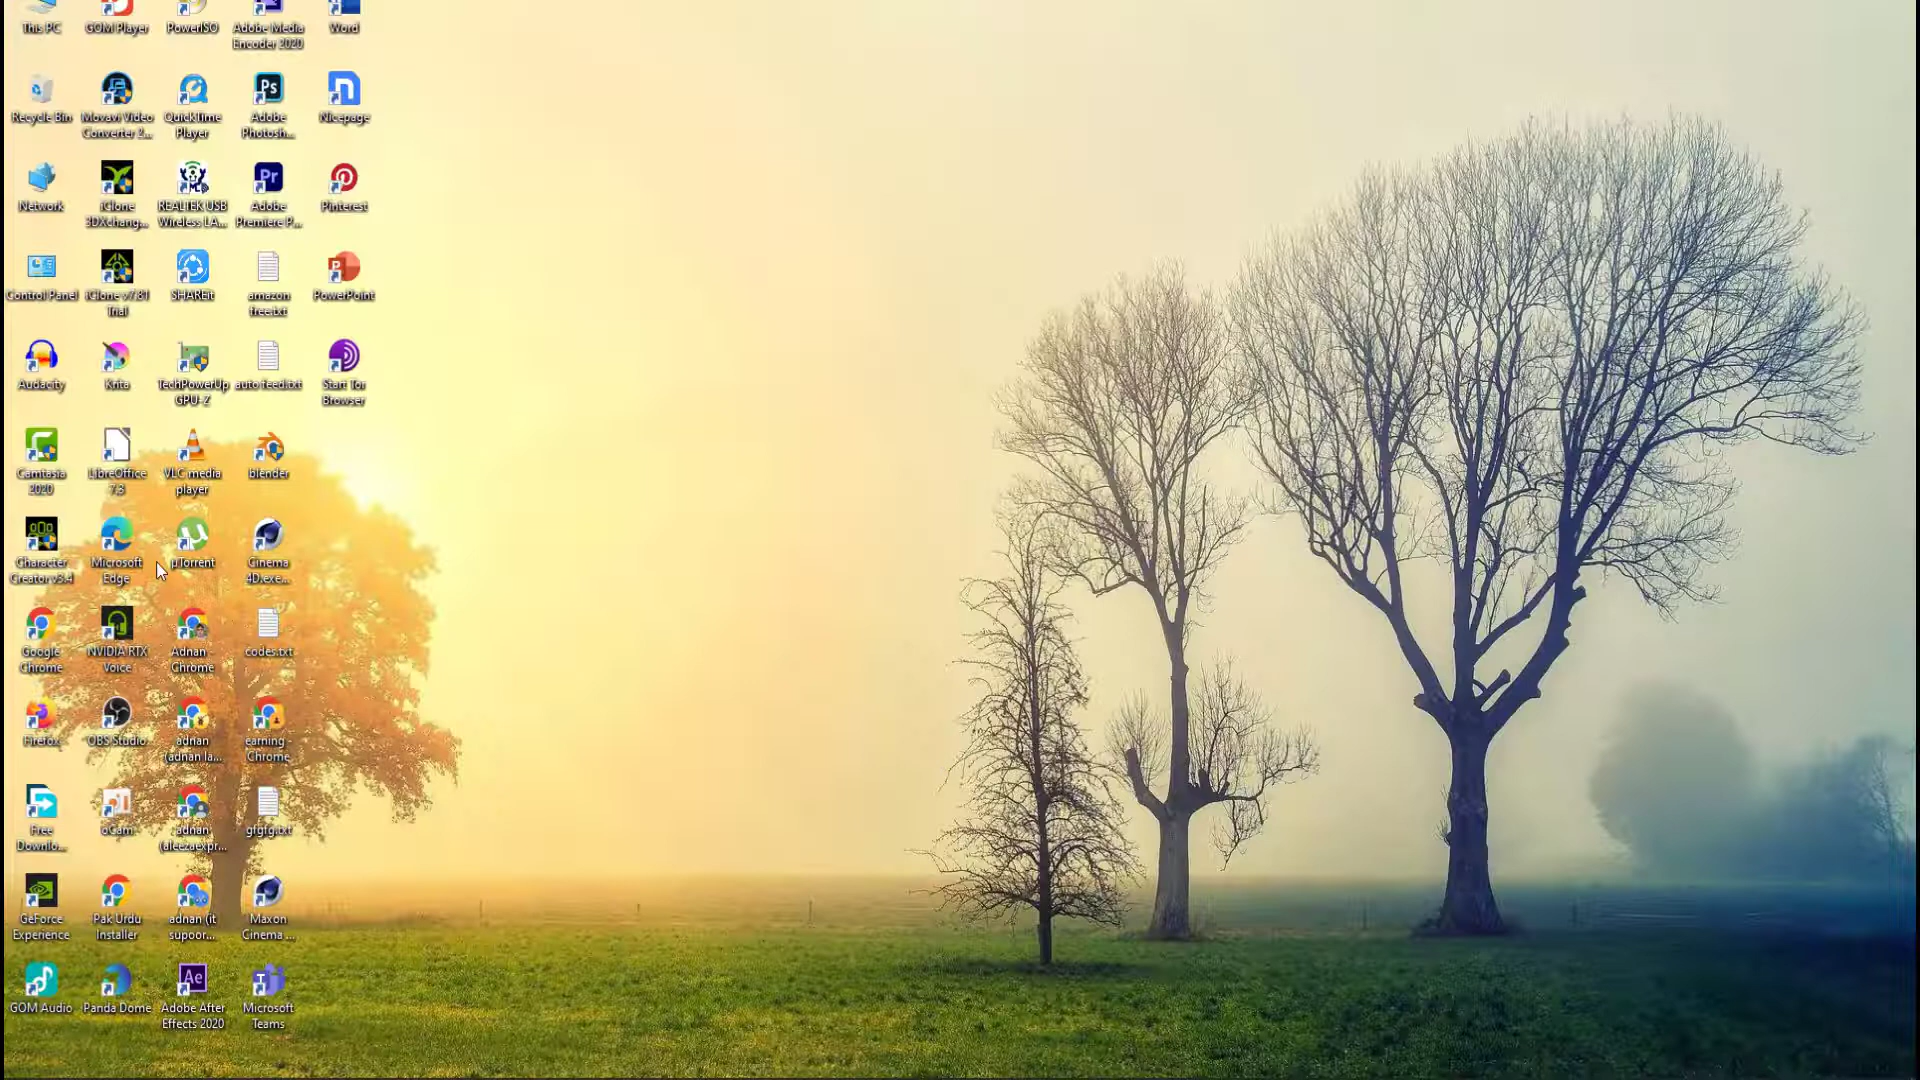 This PC
GOM Player
PowerISO
Adobe Media
Encoder 2020
Word
Recycle Bin
Movavi Video
Converter 2...
QuickTime
Player
Adobe
Photosh...
Nicepage
Network
iClone
3DXchang...
REALTEK USB
Wireless LA...
Adobe
Premiere P...
Pinterest
Control Panel
iClone v7.81
Trial
SHAREit
amazon
free.txt
PowerPoint
Audacity
Krita
TechPowerUp
GPU-Z
auto feed.txt
Start Tor
Browser
Camtasia
2020
LibreOffice
7.3
VLC media
player
blender
Character
Creator v3.4
Microsoft
Edge
µTorrent
Cinema
4D.exe...
Google
Chrome
NVIDIA RTX
Voice
Adnan -
Chrome
codes.txt
Firefox
OBS Studio
adnan
(adnan la...
earning -
Chrome
Free
Downlo...
oCam
adnan
(aleezaexpr...
gfgfg.txt
GeForce
Experience
Pak Urdu
Installer
adnan (it
supoor...
Maxon
Cinema ...
GOM Audio
Panda Dome
Adobe After
Effects 2020
Microsoft
Teams